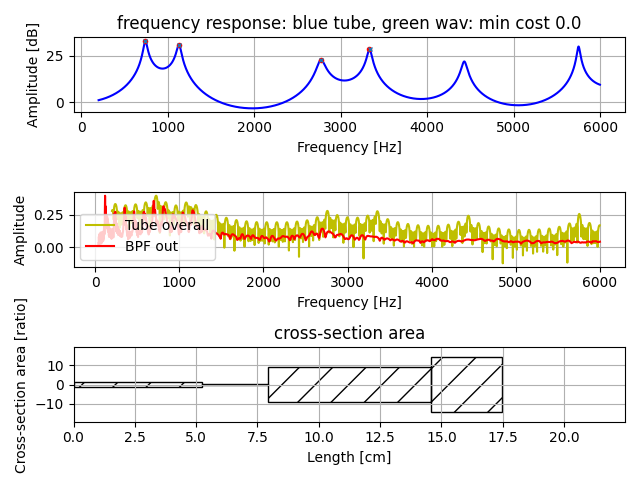 frequency response: blue tube, green wav: min cost 0.0
Amplitude [dB]
25
0
0 1000 2000 3000 4000 5000 6000
Frequency [Hz]
Amplitude
0.25
0.00
Tube overall
BPF out
0 1000 2000 3000 4000 5000 6000
Frequency [Hz]
cross-section area
Cross-section area [ratio]
10
0
−10
0.0 2.5 5.0 7.5 10.0 12.5 15.0 17.5 20.0
Length [cm]